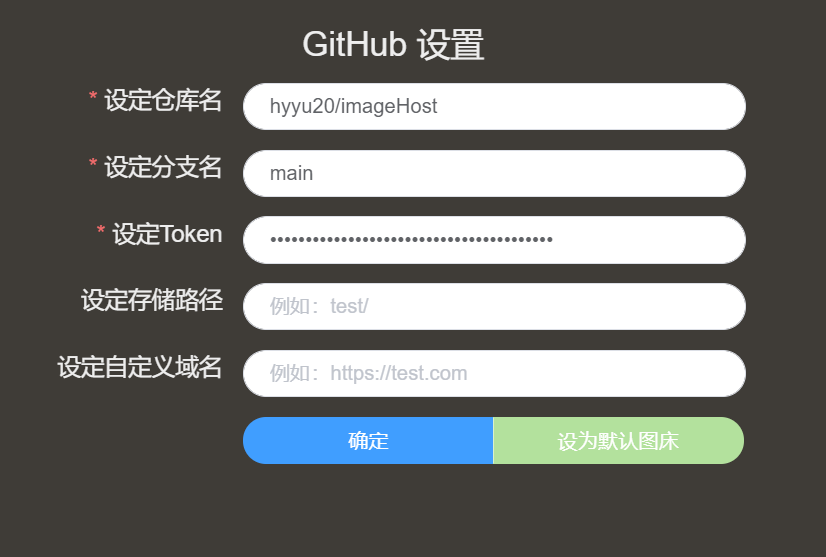 GitHub 设置
* 设定仓库名 hyyu20/imageHost
* 设定分支名 main
* 设定Token ••••••••••••••••••••••••••••••••••••••••
设定存储路径 例如：test/
设定自定义域名 例如：https://test.com
确定 设为默认图床